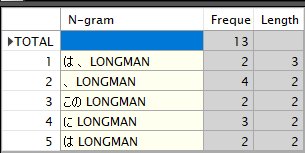 N-gram Freque Length
TOTAL 13
1 は 、 LONGMAN 2 3
2 、 LONGMAN 4 2
3 この LONGMAN 2 2
4 に LONGMAN 3 2
5 は LONGMAN 2 2